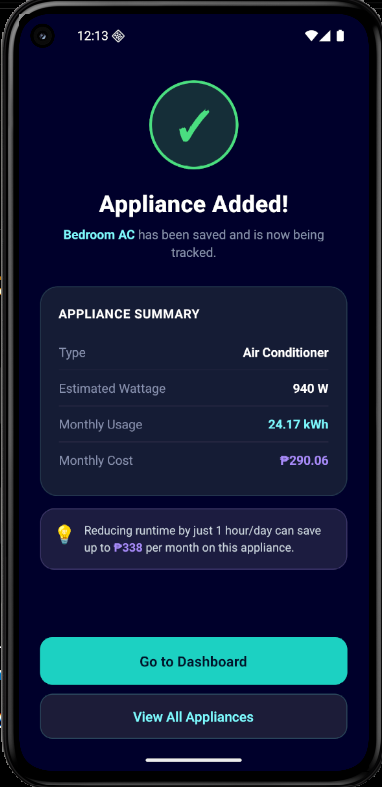 12:13
Appliance Added!
Bedroom AC has been saved and is now being
tracked.
APPLIANCE SUMMARY
Type Air Conditioner
Estimated Wattage 940 W
Monthly Usage 24.17 kWh
Monthly Cost ₱290.06
Reducing runtime by just 1 hour/day can save
up to ₱338 per month on this appliance.
Go to Dashboard
View All Appliances